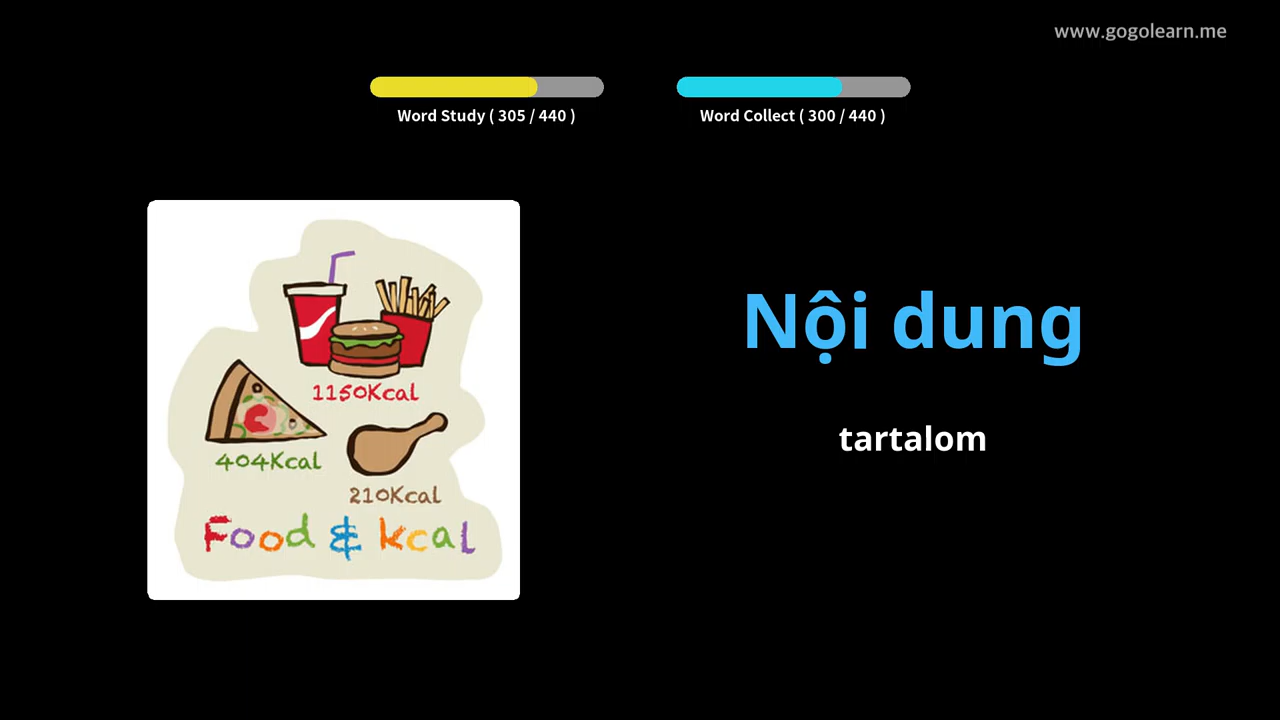 www.gogolearn.me
Word Study ( 305 / 440 )
Word Collect ( 300 / 440 )
1150Kcal
404Kcal
210Kcal
Food & kcal
Nội dung
tartalom